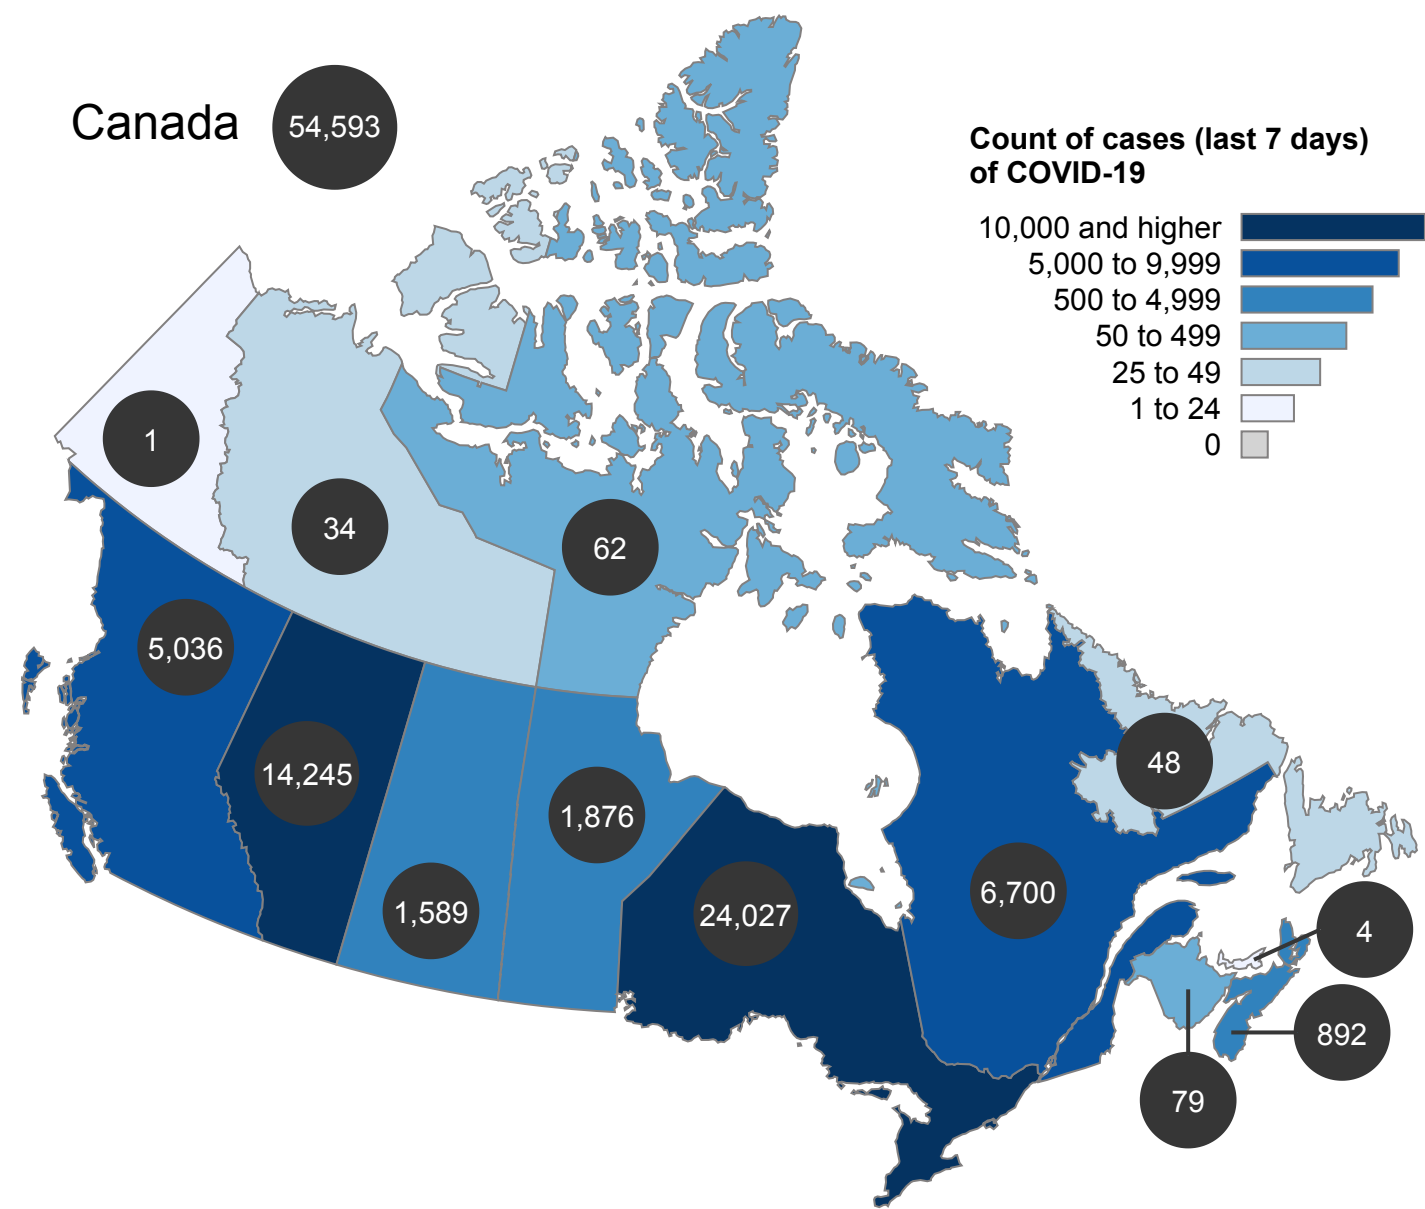 Canada
54,593
Count of cases (last 7 days)
of COVID-19
10,000 and higher
5,000 to 9,999
500 to 4,999
50 to 499
25 to 49
1 to 24
0
1
34
62
5,036
14,245
1,589
1,876
24,027
6,700
48
4
892
79